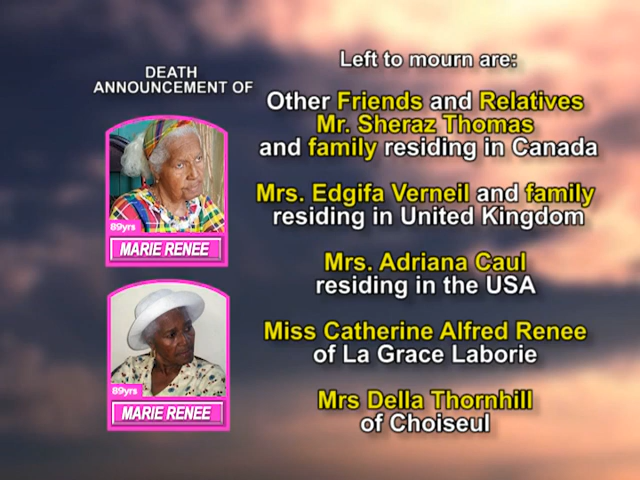 DEATH
ANNOUNCEMENT OF
89yrs
MARIE RENEE
89yrs
MARIE RENEE
Left to mourn are:
Other Friends and Relatives
Mr. Sheraz Thomas
and family residing in Canada
Mrs. Edgifa Verneil and family
residing in United Kingdom
Mrs. Adriana Caul
residing in the USA
Miss Catherine Alfred Renee
of La Grace Laborie
Mrs Della Thornhill
of Choiseul